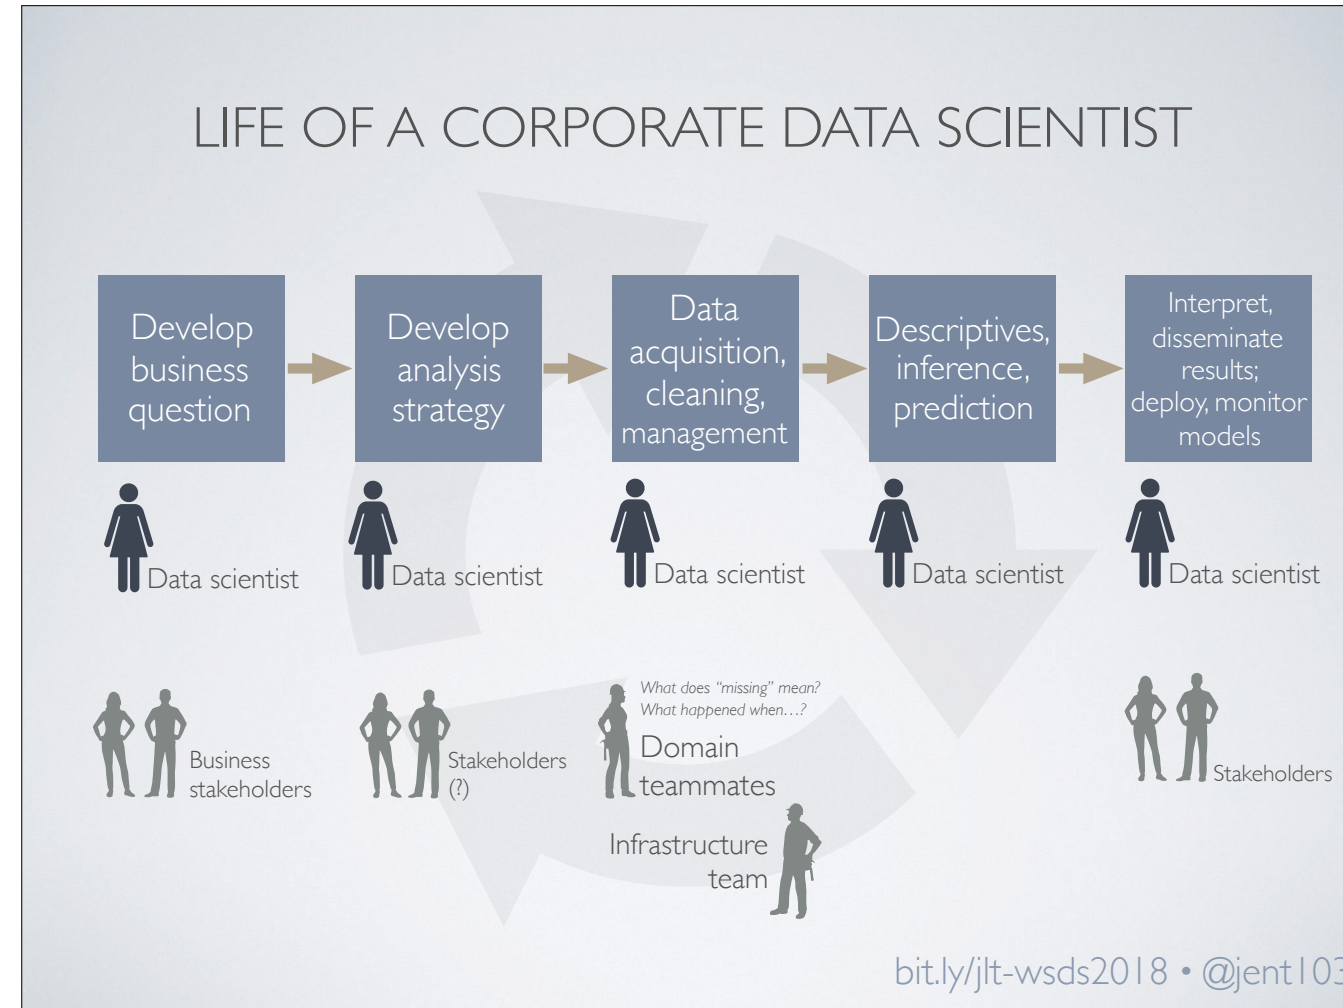 LIFE OF A CORPORATE DATA SCIENTIST
Develop
business
question
Develop
analysis
strategy
Data
acquisition,
cleaning,
management
Descriptives,
inference,
prediction
Interpret,
disseminate
results;
deploy, monitor
models
Data scientist
Data scientist
Data scientist
Data scientist
Data scientist
Business
stakeholders
Stakeholders
(?)
What does “missing” mean?
What happened when…?
Domain
teammates
Infrastructure
team
Stakeholders
bit.ly/jlt-wsds2018 • @jent103